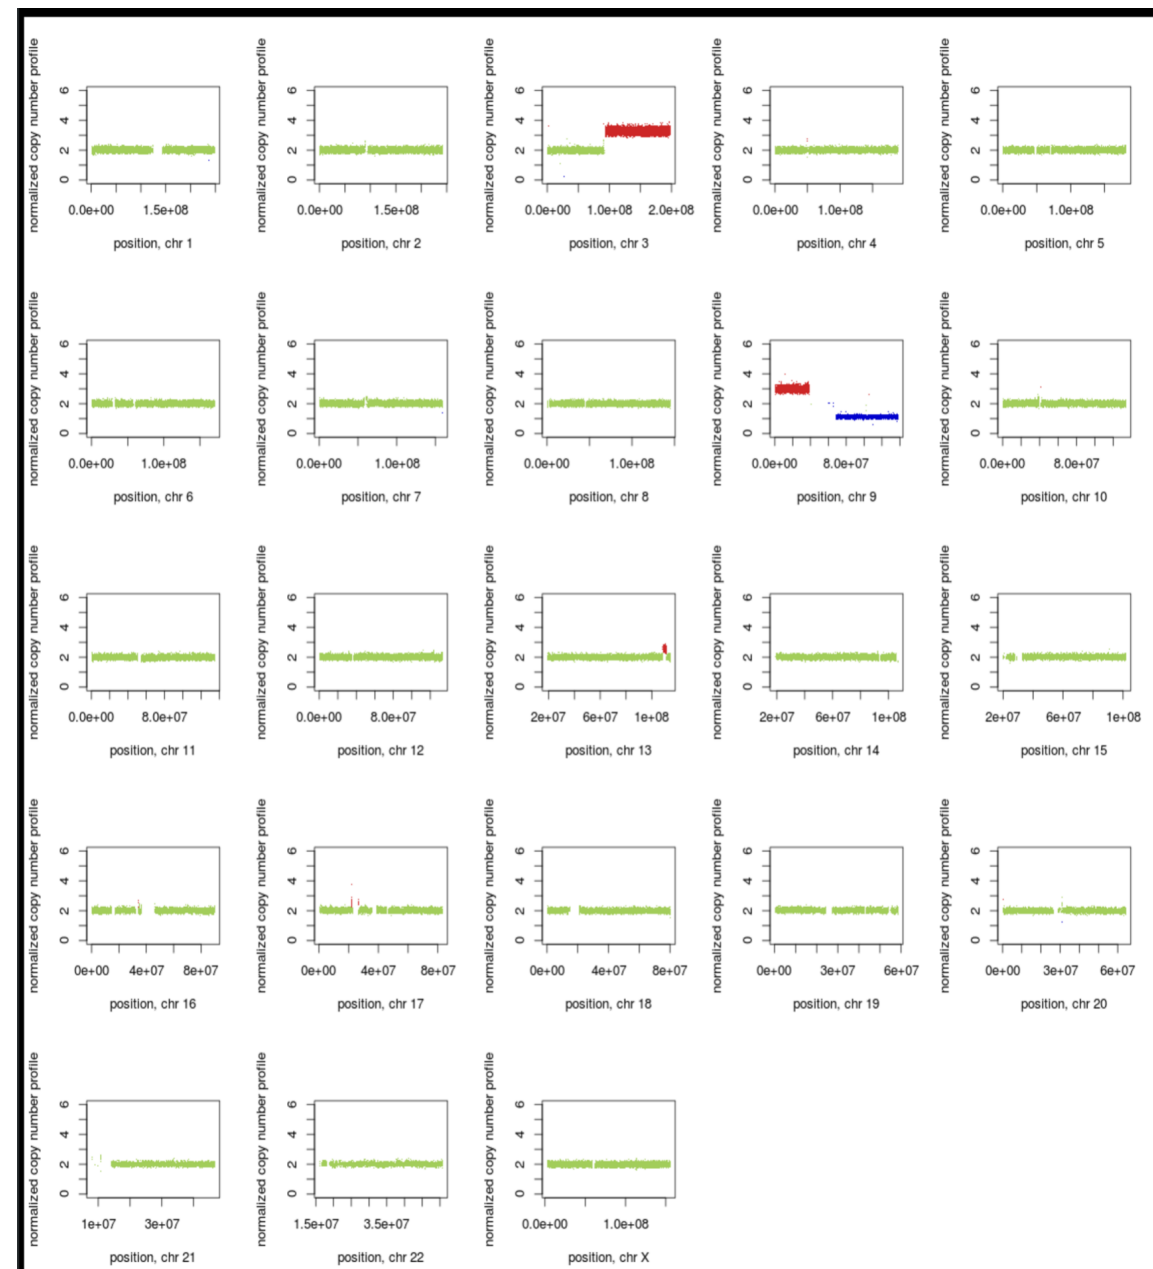 normalized copy number profile
0 2 4 6
0.0e+00 1.5e+08
position, chr 1
normalized copy number profile
0 2 4 6
0.0e+00 1.5e+08
position, chr 2
normalized copy number profile
0 2 4 6
0.0e+00 1.0e+08 2.0e+08
position, chr 3
normalized copy number profile
0 2 4 6
0.0e+00 1.0e+08
position, chr 4
normalized copy number profile
0 2 4 6
0.0e+00 1.0e+08
position, chr 5
normalized copy number profile
0 2 4 6
0.0e+00 1.0e+08
position, chr 6
normalized copy number profile
0 2 4 6
0.0e+00 1.0e+08
position, chr 7
normalized copy number profile
0 2 4 6
0.0e+00 1.0e+08
position, chr 8
normalized copy number profile
0 2 4 6
0.0e+00 8.0e+07
position, chr 9
normalized copy number profile
0 2 4 6
0.0e+00 8.0e+07
position, chr 10
normalized copy number profile
0 2 4 6
0.0e+00 8.0e+07
position, chr 11
normalized copy number profile
0 2 4 6
0.0e+00 8.0e+07
position, chr 12
normalized copy number profile
0 2 4 6
2e+07 6e+07 1e+08
position, chr 13
normalized copy number profile
0 2 4 6
2e+07 6e+07 1e+08
position, chr 14
normalized copy number profile
0 2 4 6
2e+07 6e+07 1e+08
position, chr 15
normalized copy number profile
0 2 4 6
0e+00 4e+07 8e+07
position, chr 16
normalized copy number profile
0 2 4 6
0e+00 4e+07 8e+07
position, chr 17
normalized copy number profile
0 2 4 6
0e+00 4e+07 8e+07
position, chr 18
normalized copy number profile
0 2 4 6
0e+00 3e+07 6e+07
position, chr 19
normalized copy number profile
0 2 4 6
0e+00 3e+07 6e+07
position, chr 20
normalized copy number profile
0 2 4 6
1e+07 3e+07
position, chr 21
normalized copy number profile
0 2 4 6
1.5e+07 3.5e+07
position, chr 22
normalized copy number profile
0 2 4 6
0.0e+00 1.0e+08
position, chr X